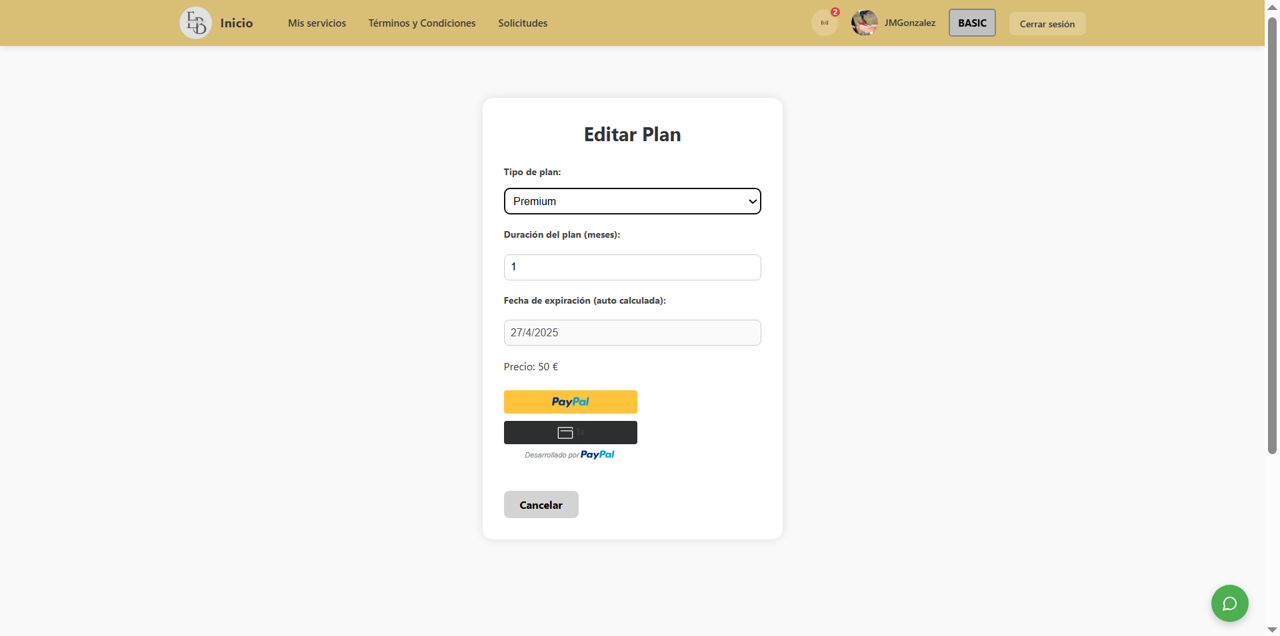 EB
Inicio
Mis servicios
Términos y Condiciones
Solicitudes
2
JMGonzalez
BASIC
Cerrar sesión
Editar Plan
Tipo de plan:
Premium
Duración del plan (meses):
1
Fecha de expiración (auto calculada):
27/4/2025
Precio: 50 €
PayPal
Desarrollado por PayPal
Cancelar